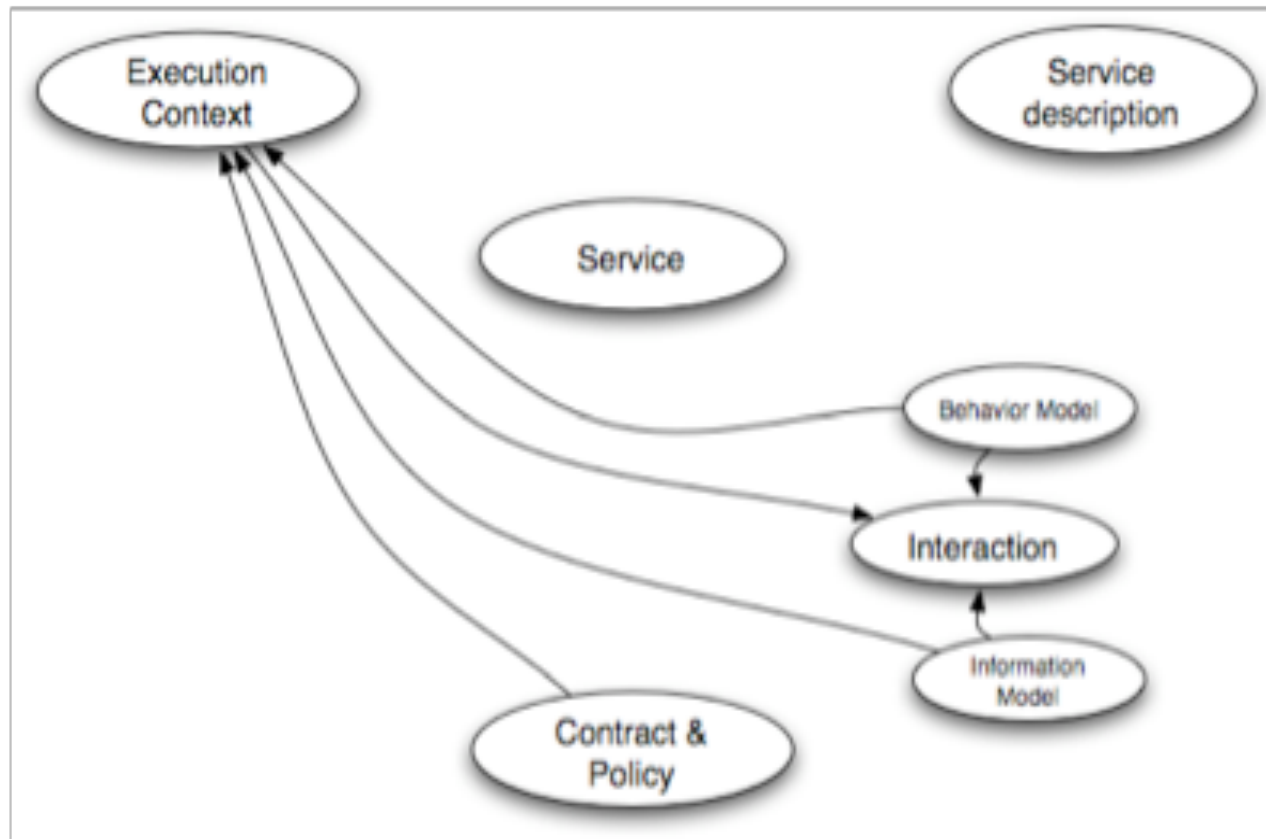 Execution
Context
Service
description
Service
Behavior Model
Interaction
Information
Model
Contract &
Policy